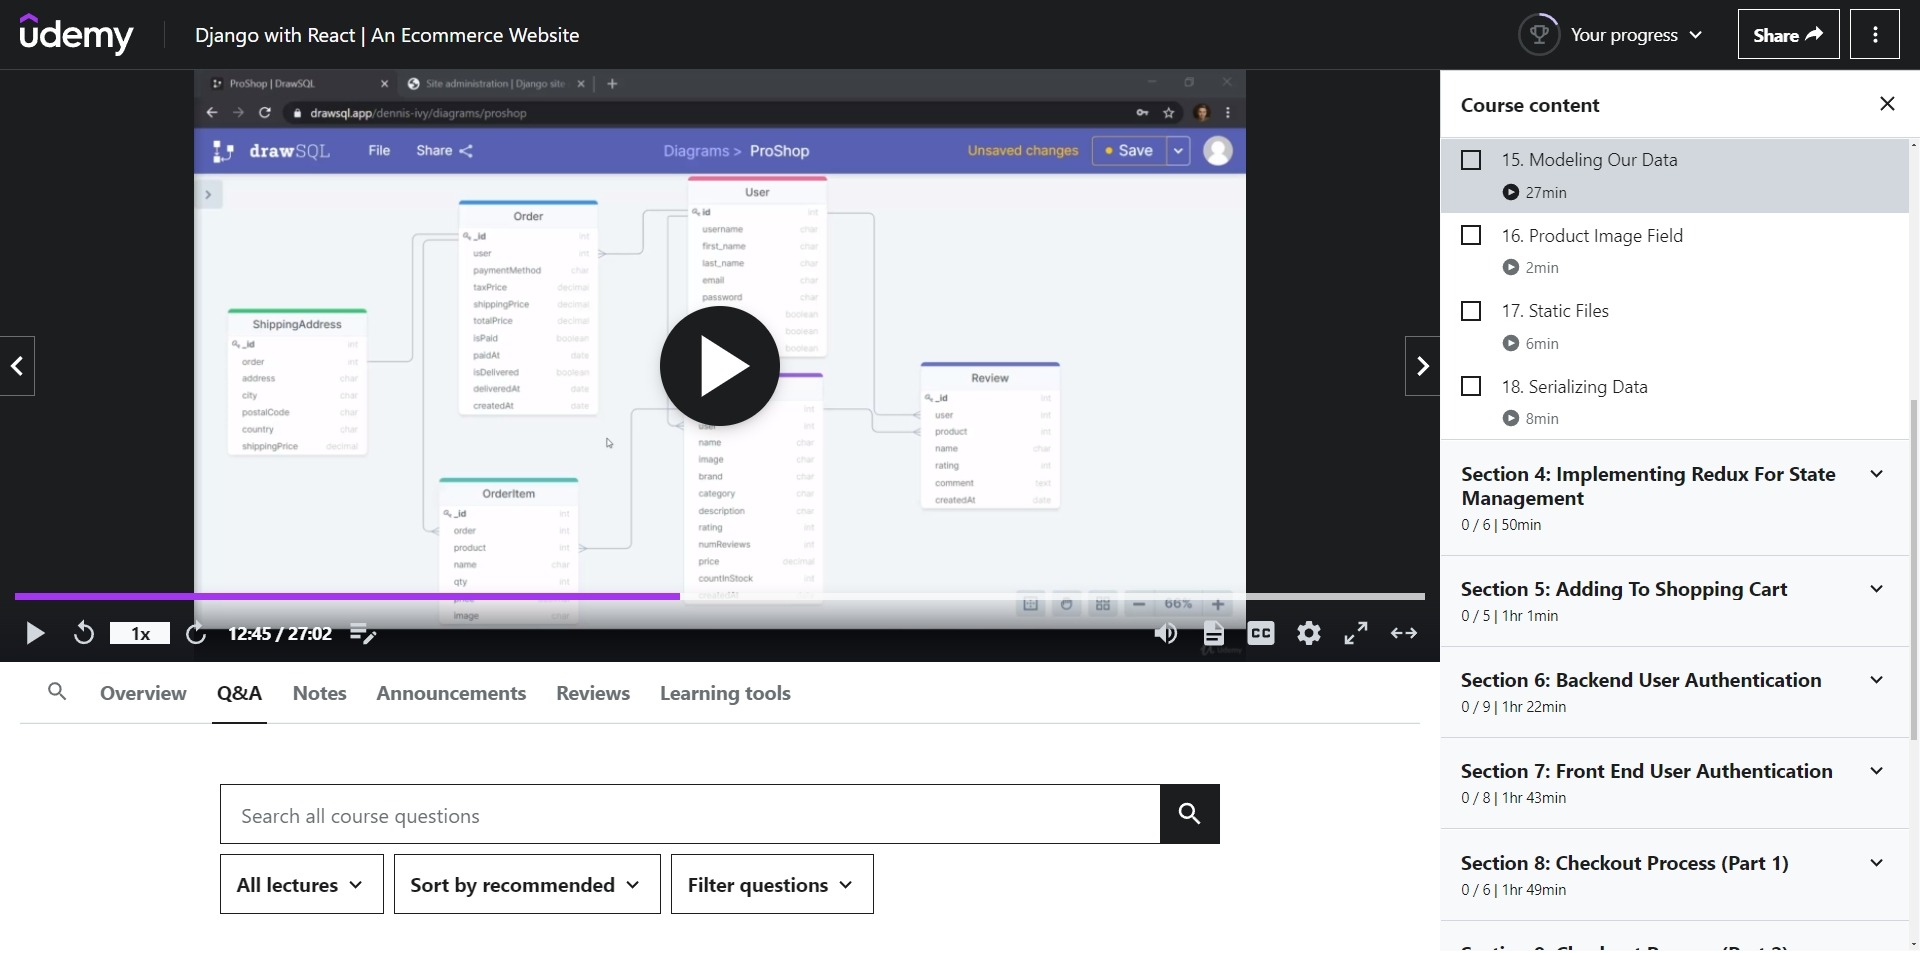 udemy
Django with React | An Ecommerce Website
Your progress
Share
ProShop | DrawSQL
Site administration | Django site
drawsql.app/dennis-ivy/diagrams/proshop
drawSQL
File
Share
Diagrams > ProShop
Unsaved changes
Save
User
id int
username char
first_name char
last_name char
email char
password char
boolean
boolean
boolean
Order
_id int
user int
paymentMethod char
taxPrice decimal
shippingPrice decimal
totalPrice decimal
isPaid boolean
paidAt date
isDelivered boolean
deliveredAt date
createdAt date
ShippingAddress
_id int
order int
address char
city char
postalCode char
country char
shippingPrice decimal
int
user int
name char
image char
brand char
category char
description char
rating int
numReviews int
price decimal
countInStock int
createdAt date
Review
_id int
user int
product int
name char
rating int
comment text
createdAt date
OrderItem
_id int
order int
product int
name char
qty int
price decimal
image char
66%
1x
12:45 / 27:02
CC
Overview
Q&A
Notes
Announcements
Reviews
Learning tools
Search all course questions
All lectures
Sort by recommended
Filter questions
Course content
15. Modeling Our Data
27min
16. Product Image Field
2min
17. Static Files
6min
18. Serializing Data
8min
Section 4: Implementing Redux For State
Management
0 / 6 | 50min
Section 5: Adding To Shopping Cart
0 / 5 | 1hr 1min
Section 6: Backend User Authentication
0 / 9 | 1hr 22min
Section 7: Front End User Authentication
0 / 8 | 1hr 43min
Section 8: Checkout Process (Part 1)
0 / 6 | 1hr 49min